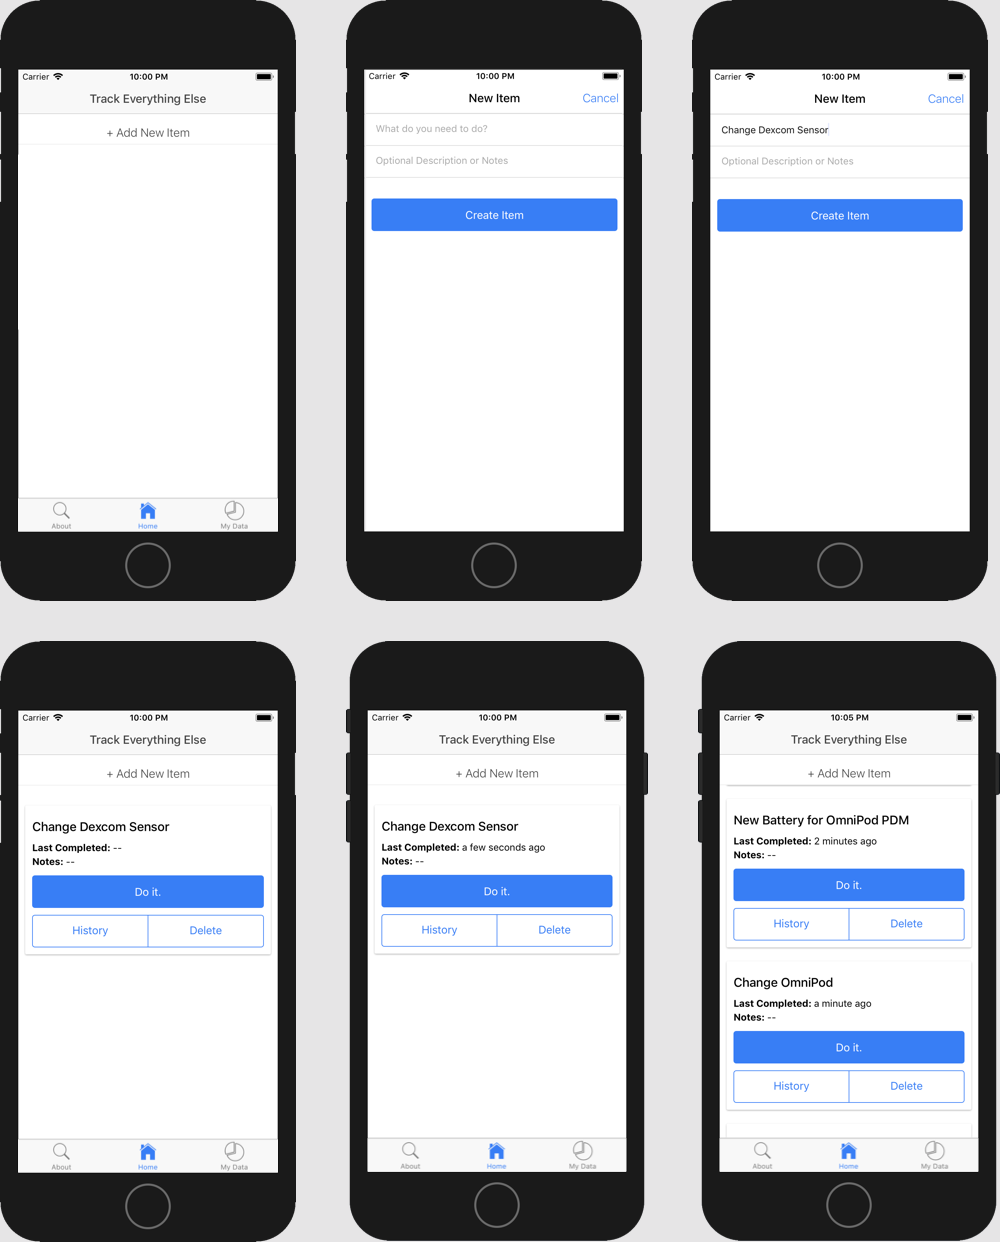 Carrier 10:00 PM
Track Everything Else
+ Add New Item
About Home My Data
Carrier 10:00 PM
New Item Cancel
What do you need to do?
Optional Description or Notes
Create Item
Carrier 10:00 PM
New Item Cancel
Change Dexcom Sensor
Optional Description or Notes
Create Item
Carrier 10:00 PM
Track Everything Else
+ Add New Item
Change Dexcom Sensor
Last Completed: --
Notes: --
Do it.
History Delete
About Home My Data
Carrier 10:00 PM
Track Everything Else
+ Add New Item
Change Dexcom Sensor
Last Completed: a few seconds ago
Notes: --
Do it.
History Delete
About Home My Data
Carrier 10:05 PM
Track Everything Else
+ Add New Item
New Battery for OmniPod PDM
Last Completed: 2 minutes ago
Notes: --
Do it.
History Delete
Change OmniPod
Last Completed: a minute ago
Notes: --
Do it.
History Delete
About Home My Data